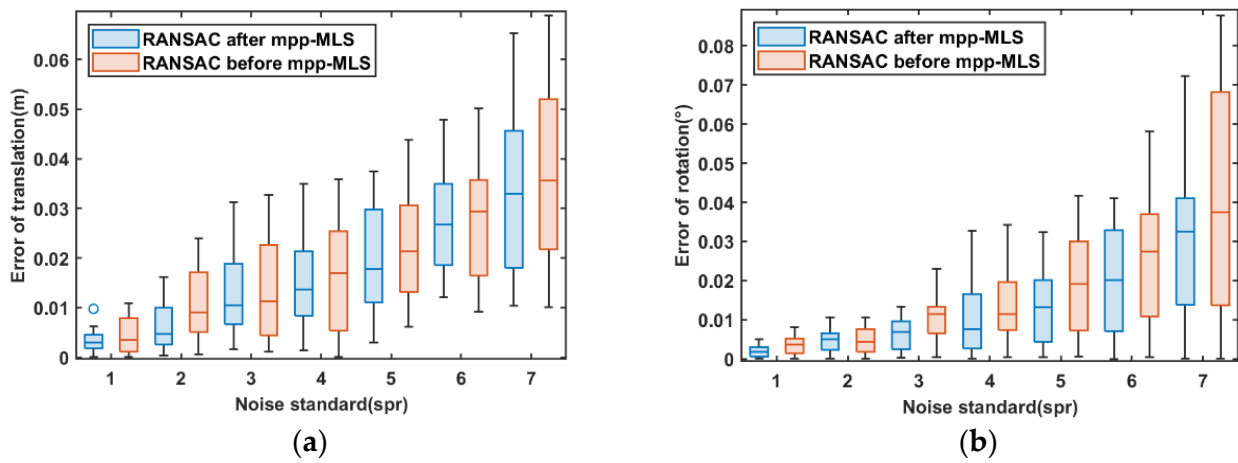 RANSAC after mpp-MLS
RANSAC before mpp-MLS
Error of translation(m)
0.06
0.05
0.04
0.03
0.02
0.01
0
1 2 3 4 5 6 7
Noise standard(spr)
(a)
RANSAC after mpp-MLS
RANSAC before mpp-MLS
Error of rotation(°)
0.08
0.07
0.06
0.05
0.04
0.03
0.02
0.01
0
1 2 3 4 5 6 7
Noise standard(spr)
(b)